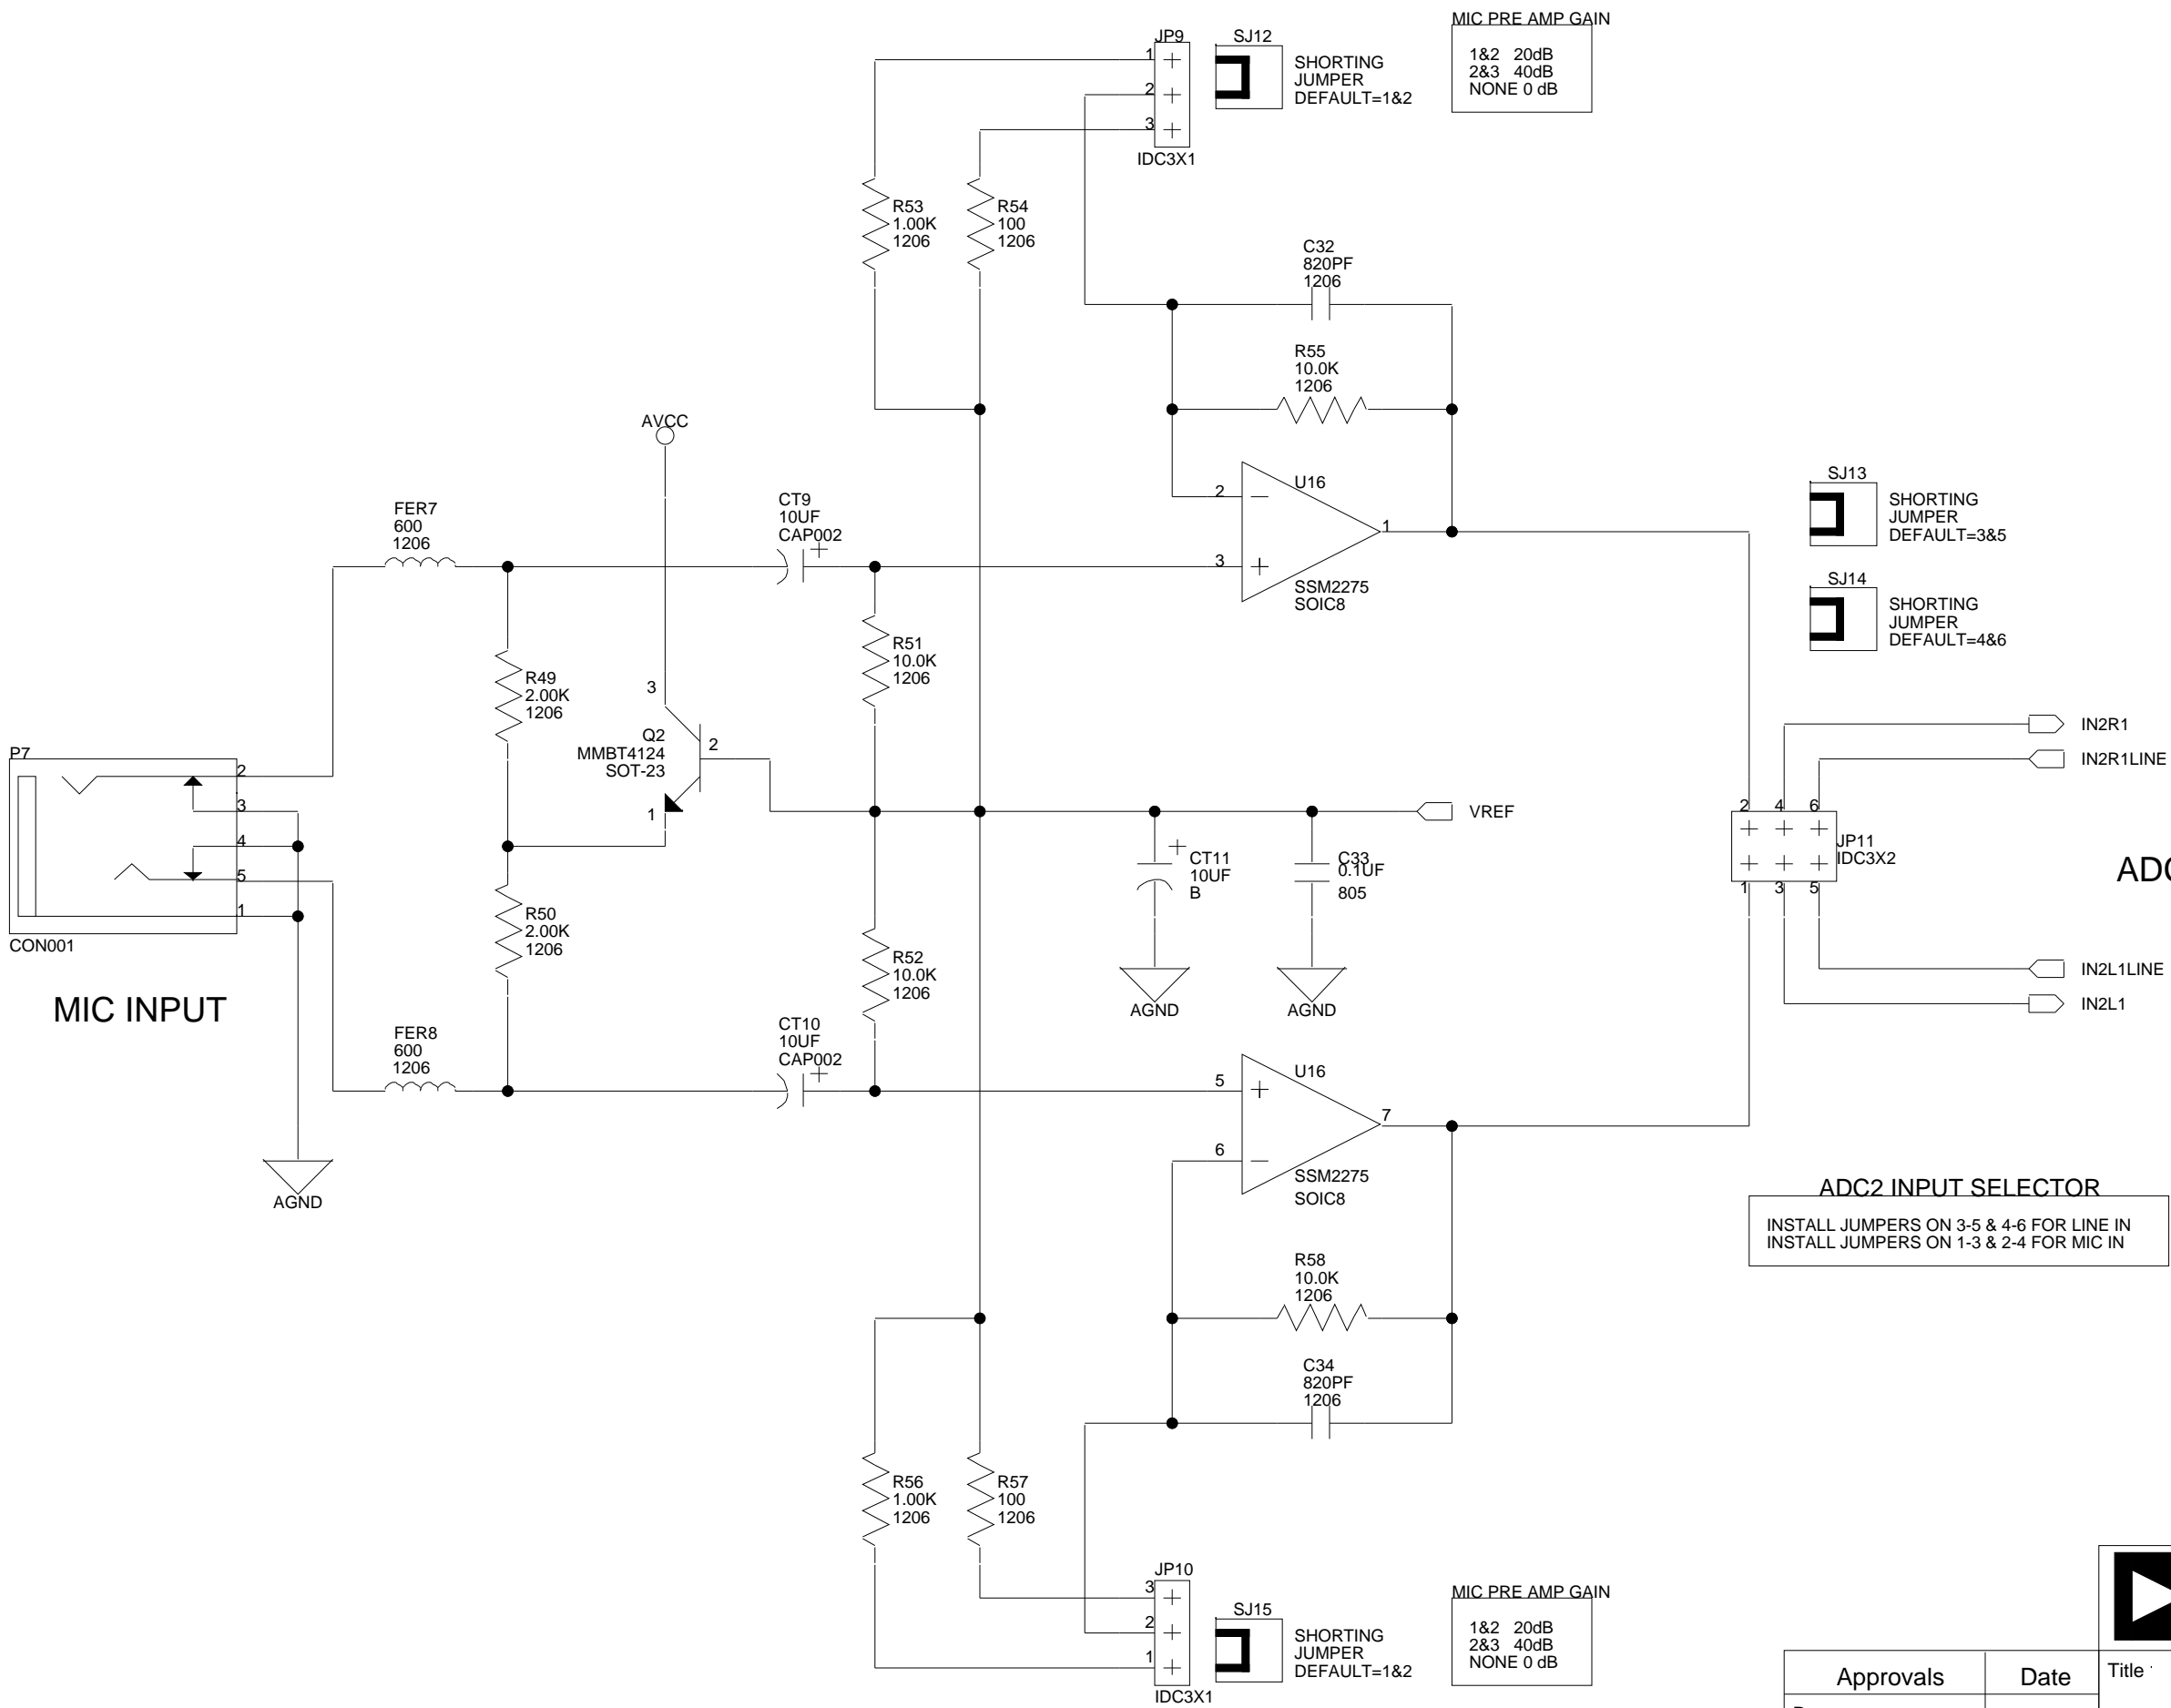 MIC PRE AMP GAIN
1&2 20dB
2&3 40dB
NONE 0 dB
JP9
1
2
3
IDC3X1
SJ12
SHORTING
JUMPER
DEFAULT=1&2
R53
1.00K
1206
R54
100
1206
C32
820PF
1206
R55
10.0K
1206
AVCC
U16
2
3
1
SSM2275
SOIC8
SJ13
SHORTING
JUMPER
DEFAULT=3&5
SJ14
SHORTING
JUMPER
DEFAULT=4&6
FER7
600
1206
CT9
10UF
CAP002
+
R51
10.0K
1206
R49
2.00K
1206
3
Q2
MMBT4124
SOT-23
2
1
P7
2
3
4
5
1
CON001
MIC INPUT
R50
2.00K
1206
VREF
+
CT11
10UF
B
C33
0.1UF
805
AGND
AGND
R52
10.0K
1206
IN2R1
IN2R1LINE
2 4 6
JP11
IDC3X2
1 3 5
ADC
IN2L1LINE
IN2L1
FER8
600
1206
CT10
10UF
CAP002
+
AGND
U16
5
6
7
SSM2275
SOIC8
ADC2 INPUT SELECTOR
INSTALL JUMPERS ON 3-5 & 4-6 FOR LINE IN
INSTALL JUMPERS ON 1-3 & 2-4 FOR MIC IN
R58
10.0K
1206
C34
820PF
1206
R56
1.00K
1206
R57
100
1206
JP10
3
2
1
IDC3X1
SJ15
SHORTING
JUMPER
DEFAULT=1&2
MIC PRE AMP GAIN
1&2 20dB
2&3 40dB
NONE 0 dB
Approvals
Date
Title